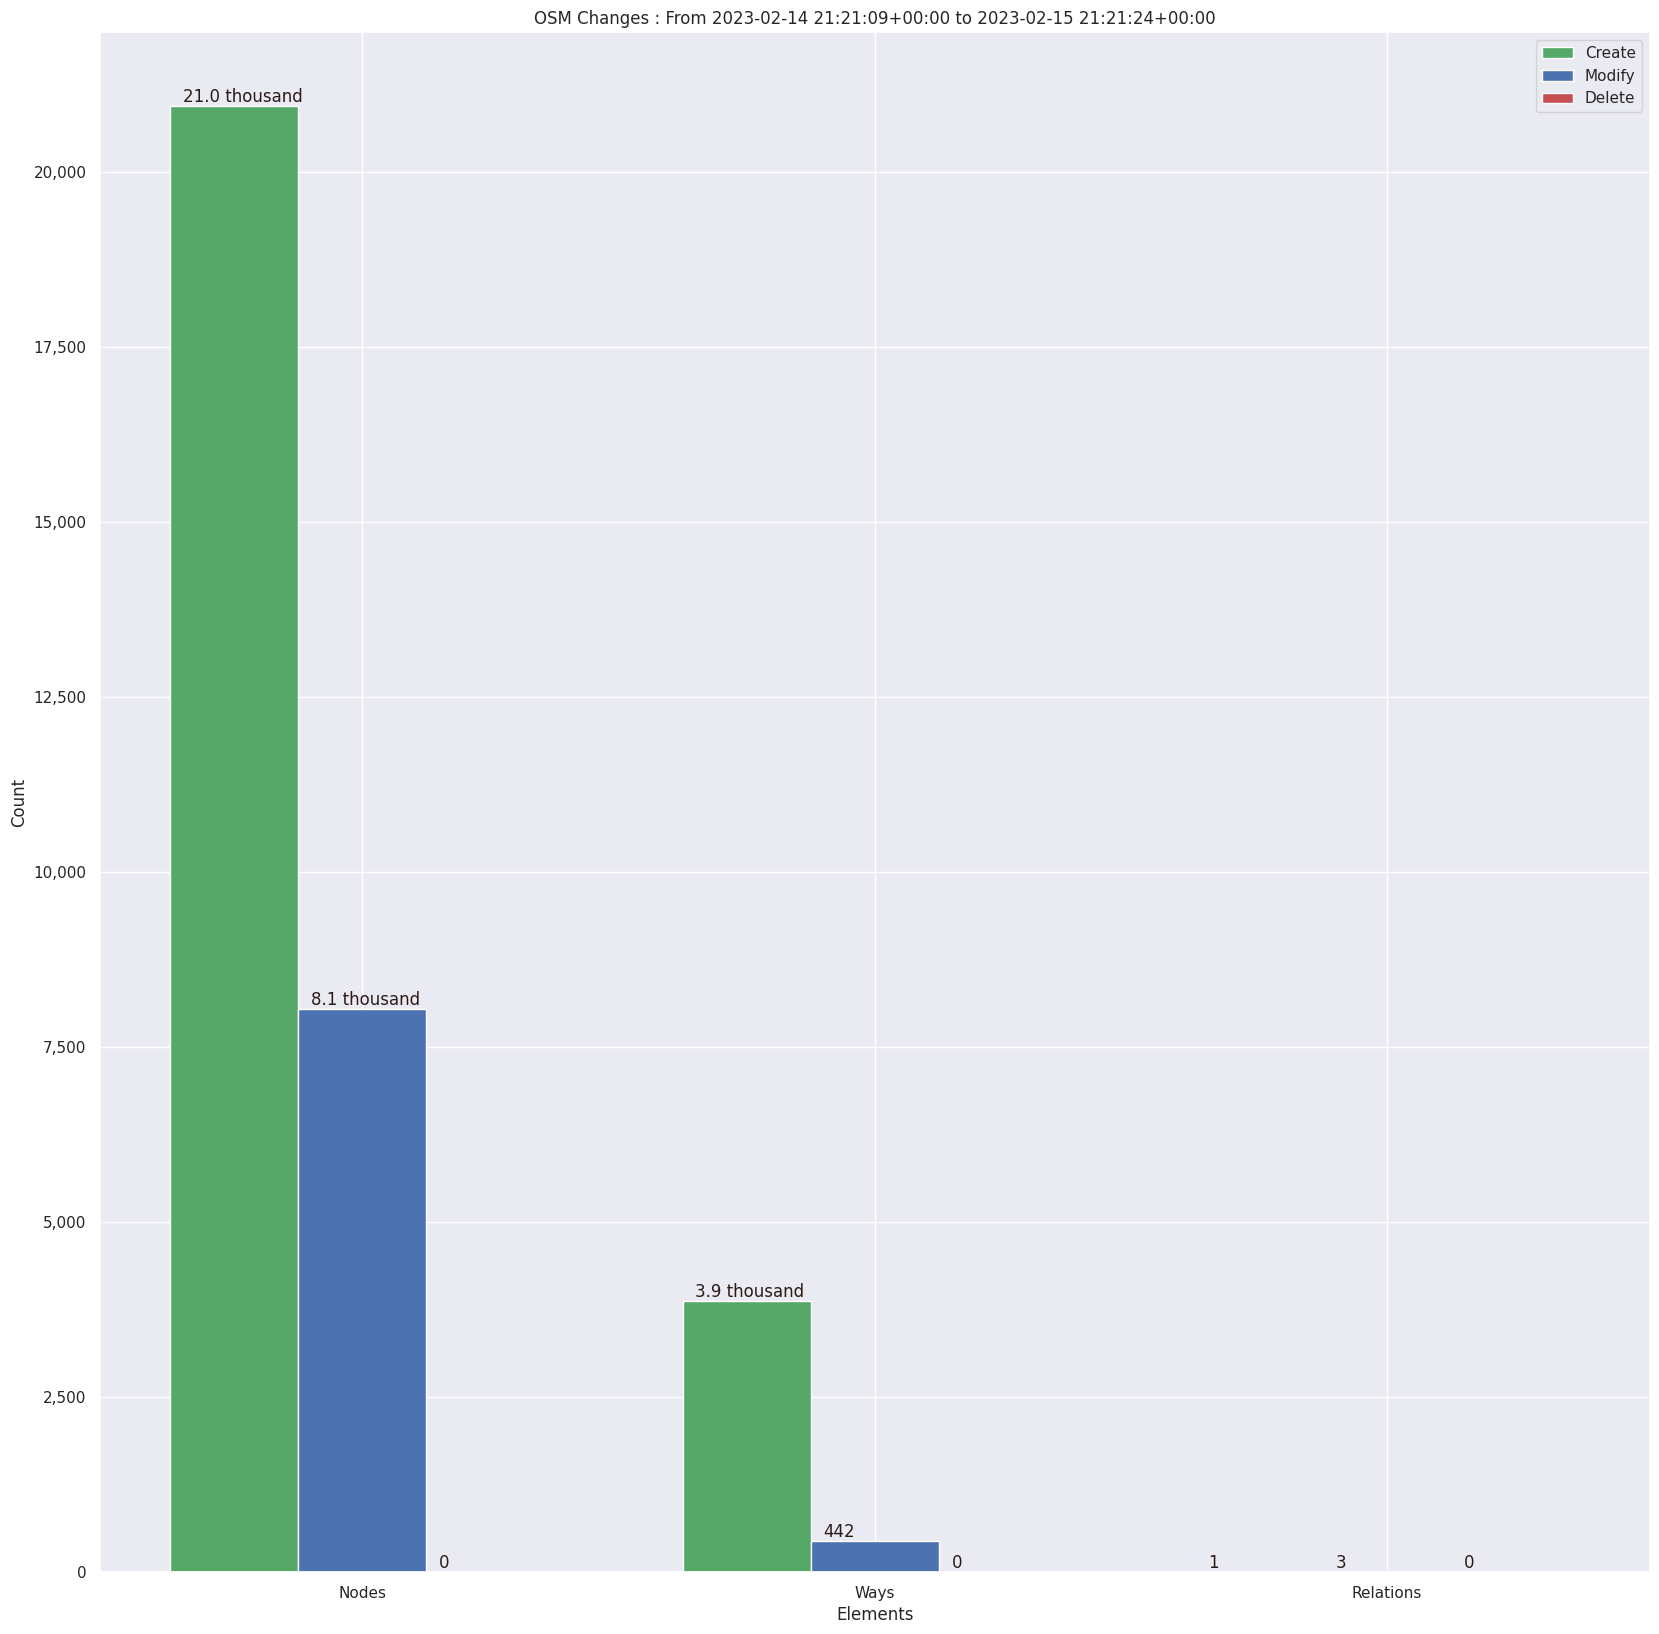 OSM Changes : From 2023-02-14 21:21:09+00:00 to 2023-02-15 21:21:24+00:00
Create
Modify
Delete
21.0 thousand
20,000
17,500
15,000
12,500
Count
10,000
8.1 thousand
7,500
5,000
3.9 thousand
2,500
442
0
0
0
1
3
0
Nodes
Ways
Relations
Elements